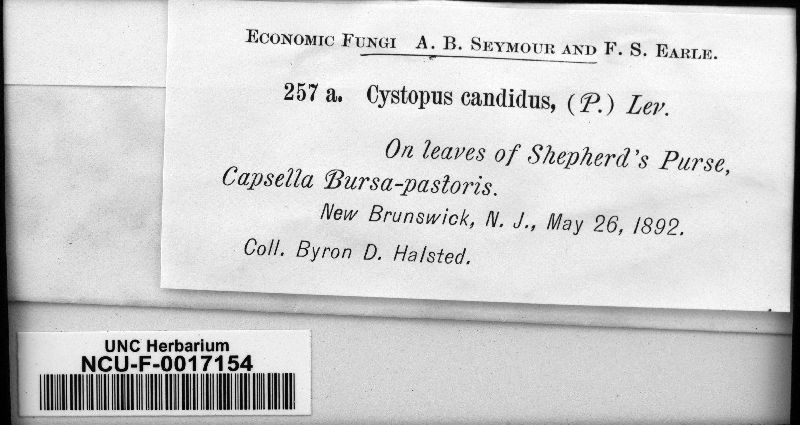 Economic Fungi A. B. Seymour and F. S. Earle.
257 a. Cystopus candidus, (P.) Lev.
On leaves of Shepherd's Purse,
Capsella Bursa-pastoris.
New Brunswick, N. J., May 26, 1892.
Coll. Byron D. Halsted.
UNC Herbarium
NCU-F-0017154